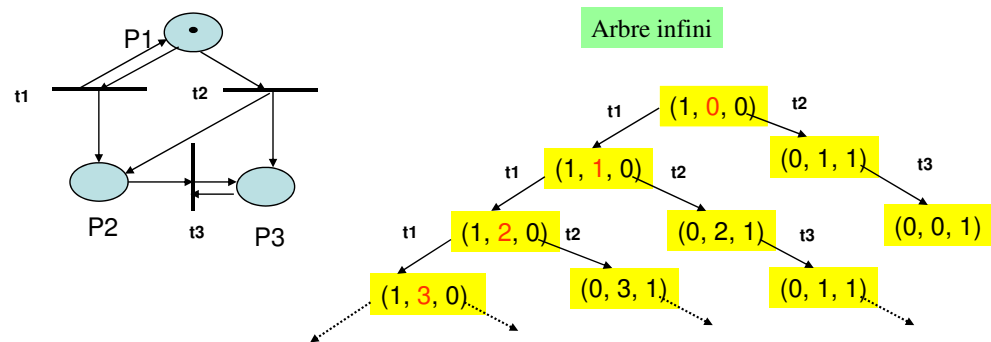 Arbre infini
P1
t1
t2
P2
t3
P3
(1, 0, 0)
t1
t2
(1, 1, 0)
(0, 1, 1)
t1
t2
t3
(1, 2, 0)
(0, 2, 1)
(0, 0, 1)
t1
t2
t3
(1, 3, 0)
(0, 3, 1)
(0, 1, 1)